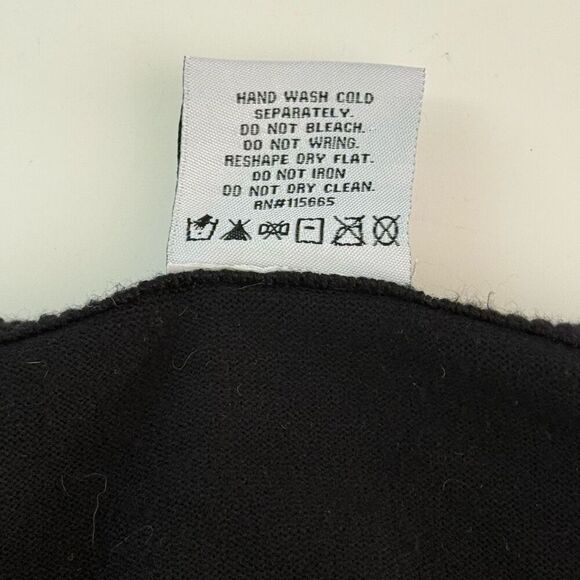 HAND WASH COLD
SEPARATELY.
DO NOT BLEACH.
DO NOT WRING.
RESHAPE DRY FLAT.
DO NOT IRON
DO NOT DRY CLEAN.
RN#115665